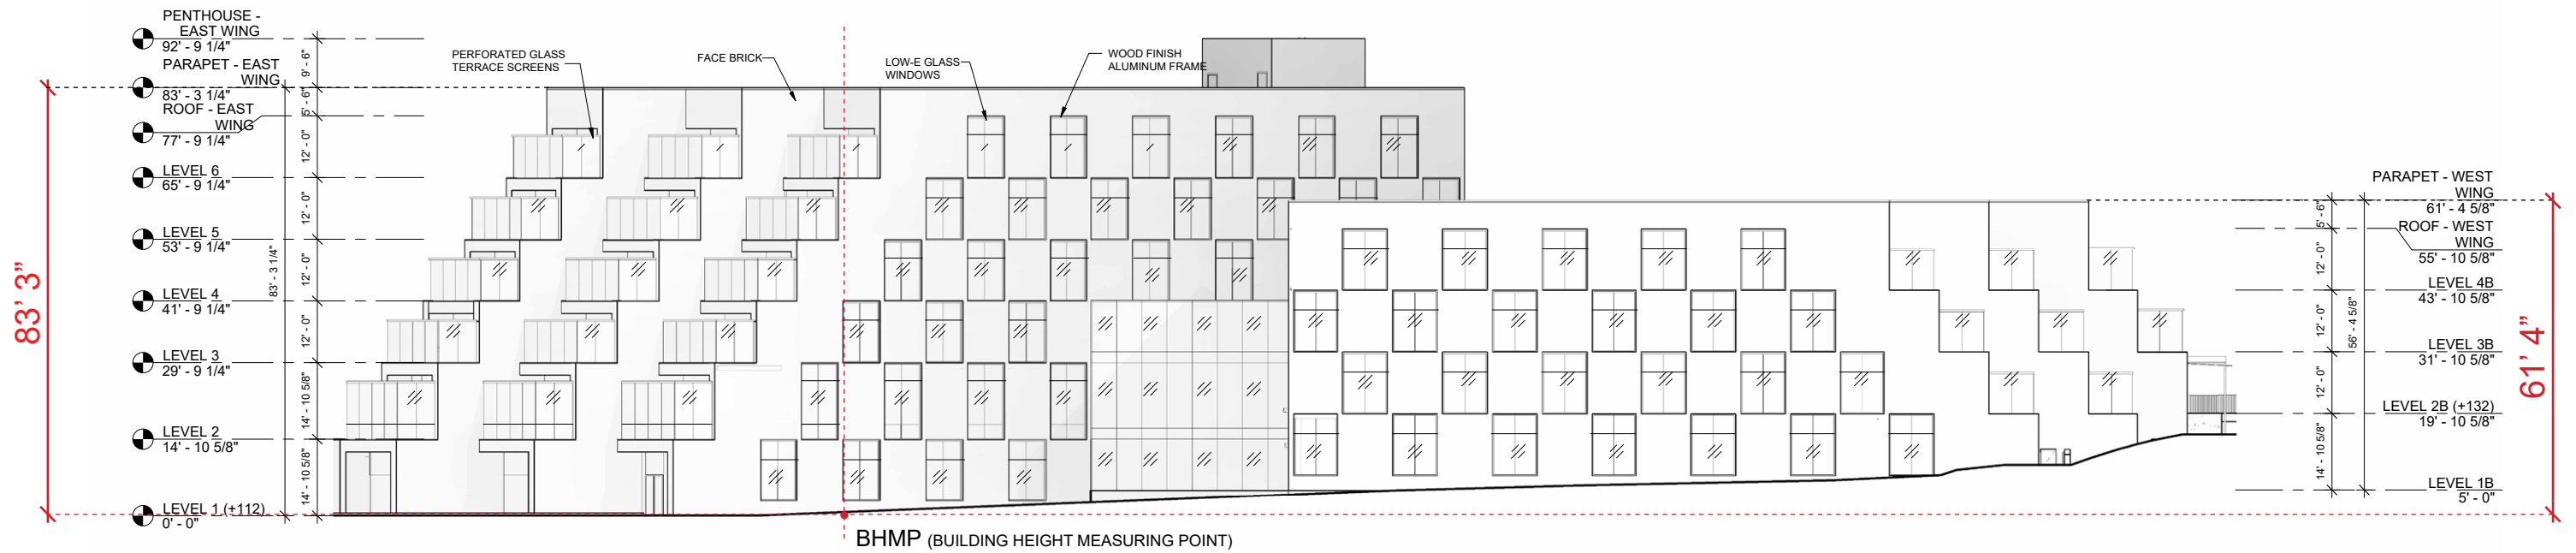 PENTHOUSE -
EAST WING
92' - 9 1/4"
PARAPET - EAST
WING
83' - 3 1/4"
ROOF - EAST
WING
77' - 9 1/4"
LEVEL 6
65' - 9 1/4"
LEVEL 5
53' - 9 1/4"
LEVEL 4
41' - 9 1/4"
LEVEL 3
29' - 9 1/4"
LEVEL 2
14' - 10 5/8"
LEVEL 1 (+112)
0' - 0"
83' 3"
83' - 3 1/4"
9' - 6"
5' - 6"
12' - 0"
12' - 0"
12' - 0"
12' - 0"
14' - 10 5/8"
14' - 10 5/8"
PERFORATED GLASS
TERRACE SCREENS
FACE BRICK
LOW-E GLASS
WINDOWS
WOOD FINISH
ALUMINUM FRAME
BHMP (BUILDING HEIGHT MEASURING POINT)
5' - 6"
12' - 0"
12' - 0"
12' - 0"
14' - 10 5/8"
56' - 4 5/8"
PARAPET - WEST
WING
61' - 4 5/8"
ROOF - WEST
WING
55' - 10 5/8"
LEVEL 4B
43' - 10 5/8"
LEVEL 3B
31' - 10 5/8"
LEVEL 2B (+132)
19' - 10 5/8"
LEVEL 1B
5' - 0"
61' 4"